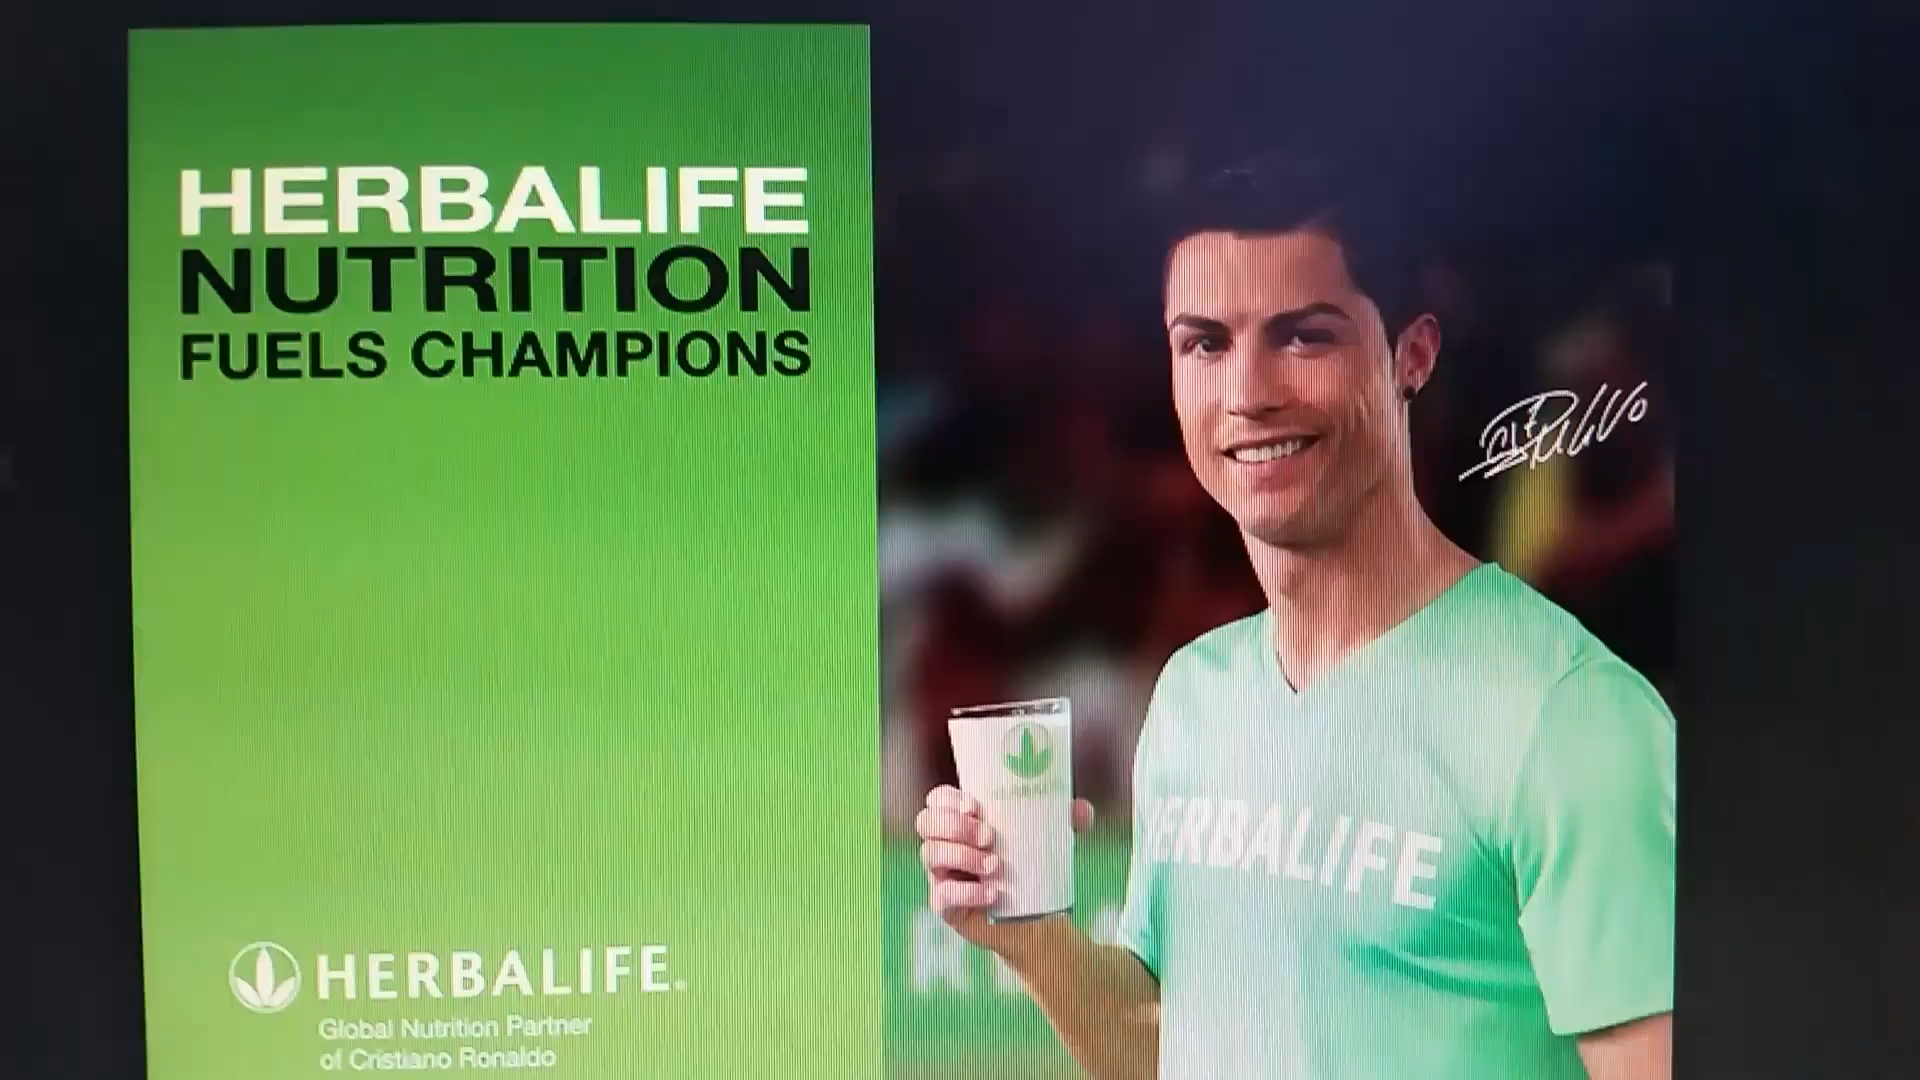 HERBALIFE
NUTRITION
FUELS CHAMPIONS
HERBALIFE
HERBALIFE.
Global Nutrition Partner
of Cristiano Ronaldo